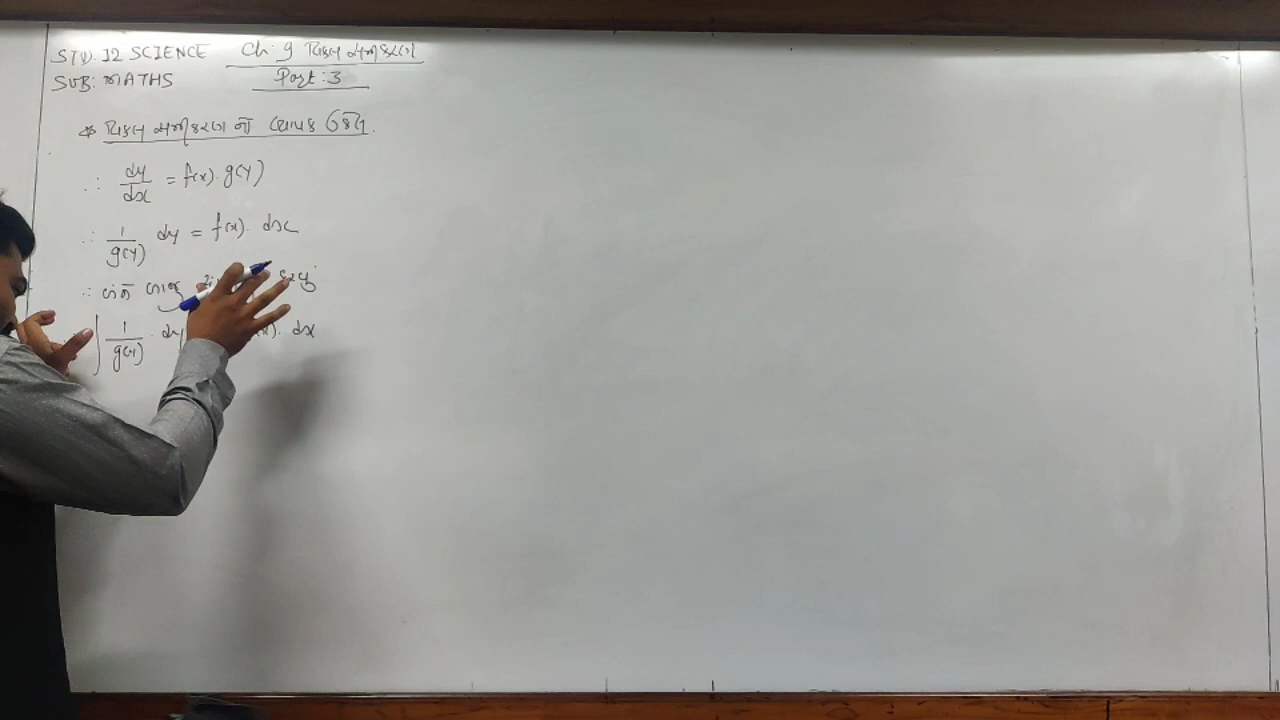 STD. 12 SCIENCE Ch. 9 વિકલ સમીકરણ
SUB: MATHS Part: 3
* વિકલ સમીકરણ નો વ્યાપક ઉકેલ.
∴ dy/dx = f(x). g(y)
∴ 1/g(y) dy = f(x). dx
∴ બંને બાજુ કરતાં
∫ 1/g(y) . dy . dx